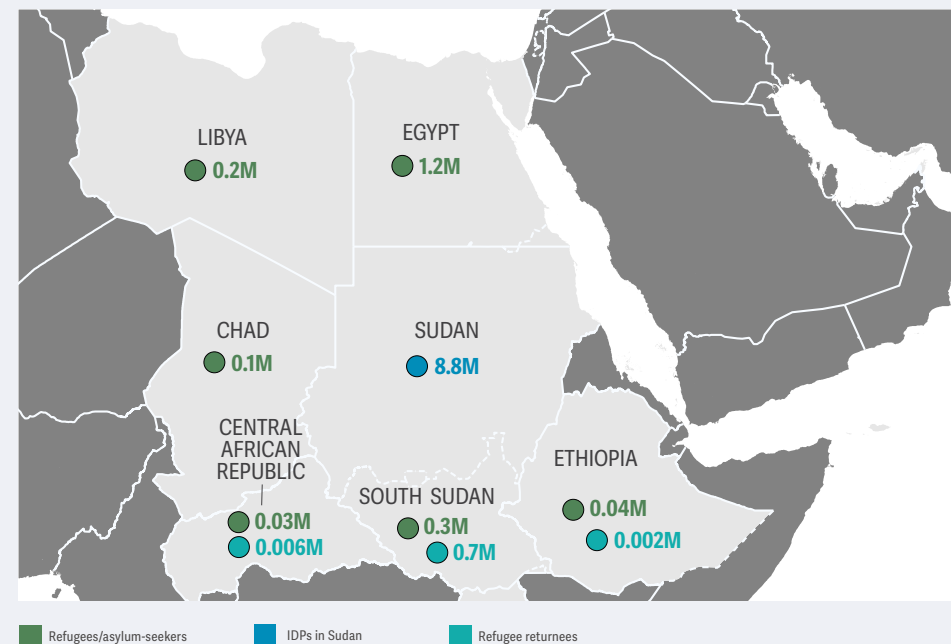 LIBYA
0.2M
EGYPT
1.2M
CHAD
0.1M
SUDAN
8.8M
CENTRAL
AFRICAN
REPUBLIC
0.03M
0.006M
SOUTH SUDAN
0.3M
0.7M
ETHIOPIA
0.04M
0.002M
Refugees/asylum-seekers
IDPs in Sudan
Refugee returnees